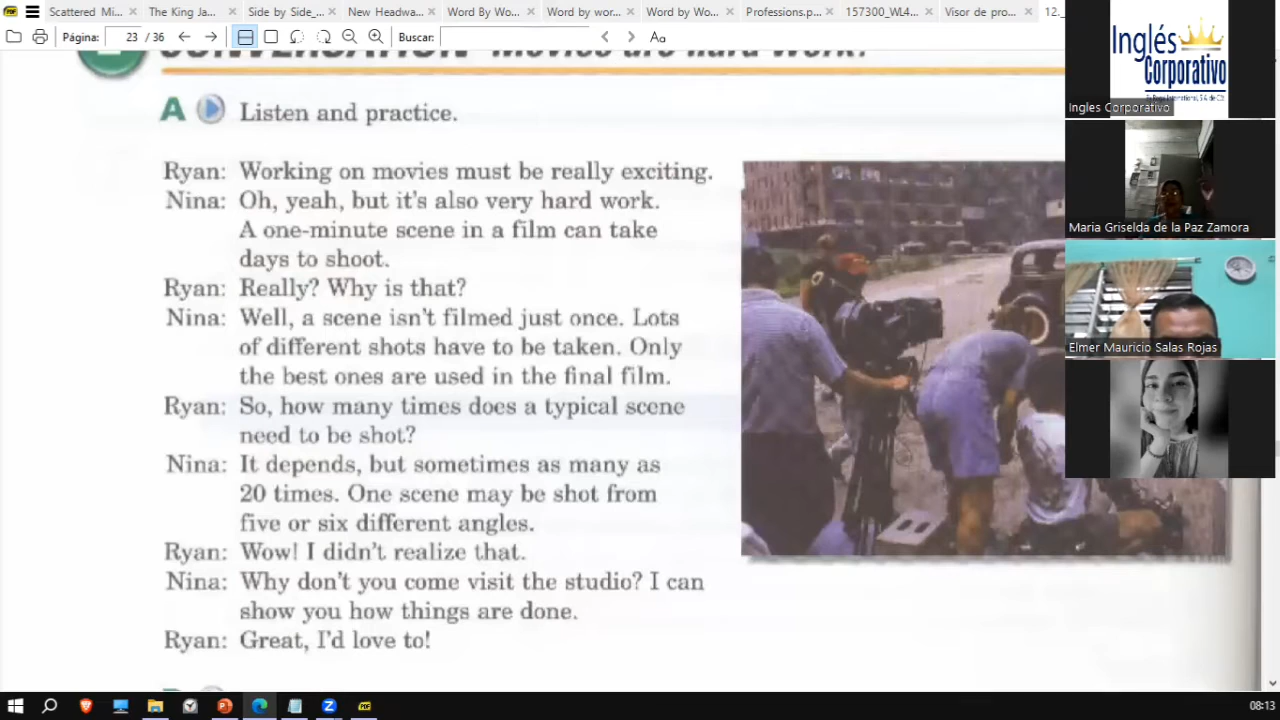 Scattered Mi...
The King Ja...
Side by Side_...
New Headwa...
Word By Wo...
Word by wor...
Word by Wo...
Professions.p...
157300_WL4...
Visor de pro...
12._
Página: 23 / 36
Buscar:
CONVERSATION Movies are hard work!
A Listen and practice.
Ryan: Working on movies must be really exciting.
Nina: Oh, yeah, but it's also very hard work.
A one-minute scene in a film can take
days to shoot.
Ryan: Really? Why is that?
Nina: Well, a scene isn't filmed just once. Lots
of different shots have to be taken. Only
the best ones are used in the final film.
Ryan: So, how many times does a typical scene
need to be shot?
Nina: It depends, but sometimes as many as
20 times. One scene may be shot from
five or six different angles.
Ryan: Wow! I didn't realize that.
Nina: Why don't you come visit the studio? I can
show you how things are done.
Ryan: Great, I'd love to!
Inglés
Corporativo
Ingles Corporativo
Maria Griselda de la Paz Zamora
Elmer Mauricio Salas Rojas
08:13